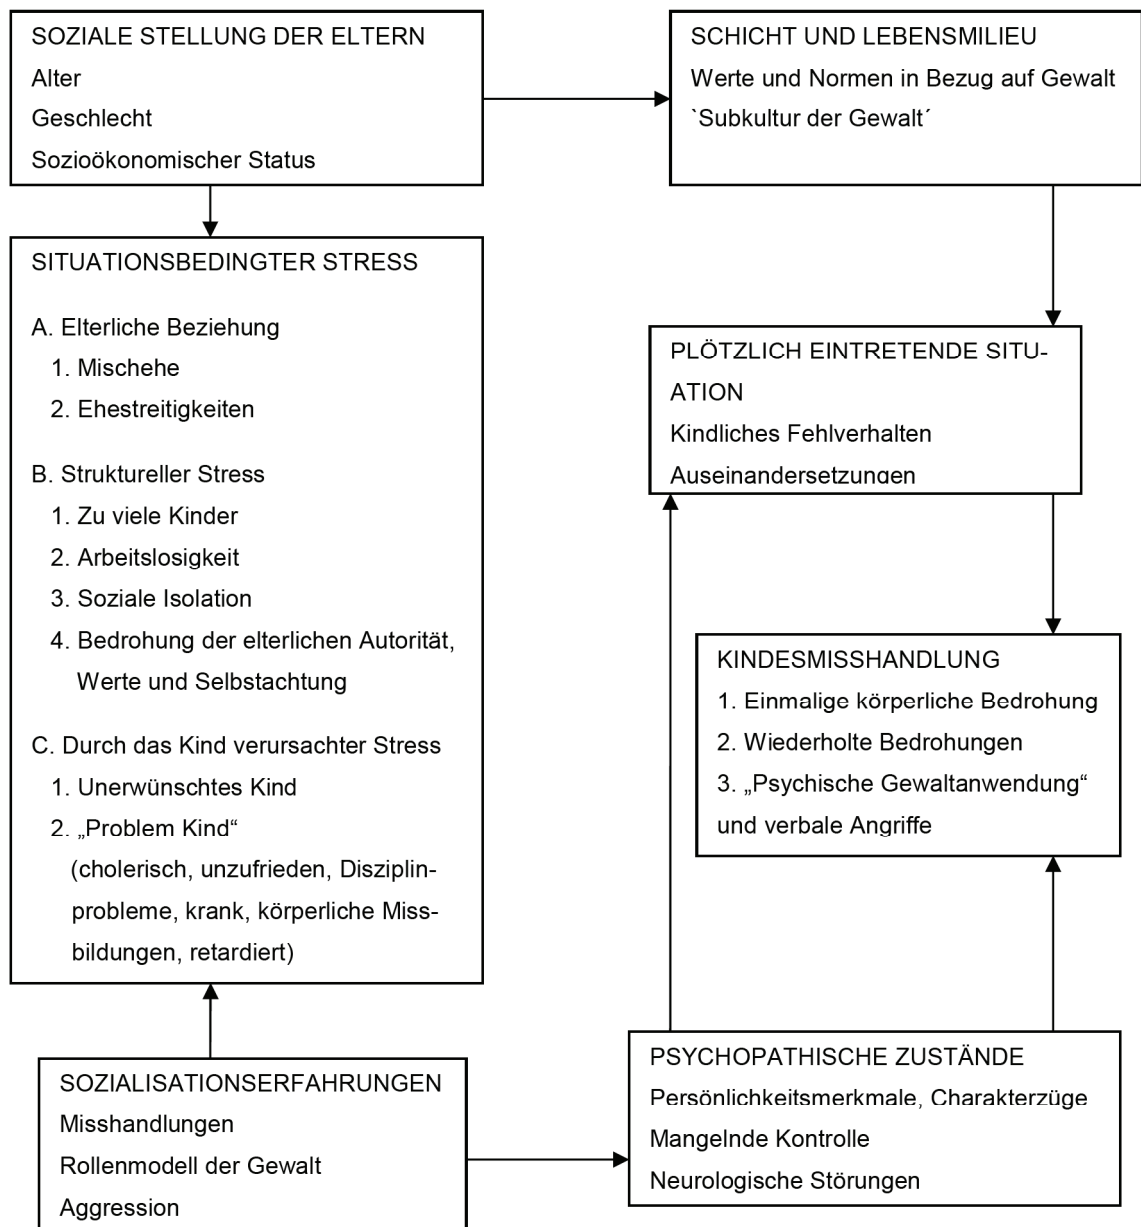 SOZIALE STELLUNG DER ELTERN
Alter
Geschlecht
Sozioökonomischer Status
SCHICHT UND LEBENSMILIEU
Werte und Normen in Bezug auf Gewalt
`Subkultur der Gewalt´
SITUATIONSBEDINGTER STRESS
A. Elterliche Beziehung
1. Mischehe
2. Ehestreitigkeiten
B. Struktureller Stress
1. Zu viele Kinder
2. Arbeitslosigkeit
3. Soziale Isolation
4. Bedrohung der elterlichen Autorität,
Werte und Selbstachtung
C. Durch das Kind verursachter Stress
1. Unerwünschtes Kind
2. „Problem Kind“
(cholerisch, unzufrieden, Disziplin-
probleme, krank, körperliche Miss-
bildungen, retardiert)
PLÖTZLICH EINTRETENDE SITU-
ATION
Kindliches Fehlverhalten
Auseinandersetzungen
KINDESMISSHANDLUNG
1. Einmalige körperliche Bedrohung
2. Wiederholte Bedrohungen
3. „Psychische Gewaltanwendung“
und verbale Angriffe
SOZIALISATIONSERFAHRUNGEN
Misshandlungen
Rollenmodell der Gewalt
Aggression
PSYCHOPATHISCHE ZUSTÄNDE
Persönlichkeitsmerkmale, Charakterzüge
Mangelnde Kontrolle
Neurologische Störungen